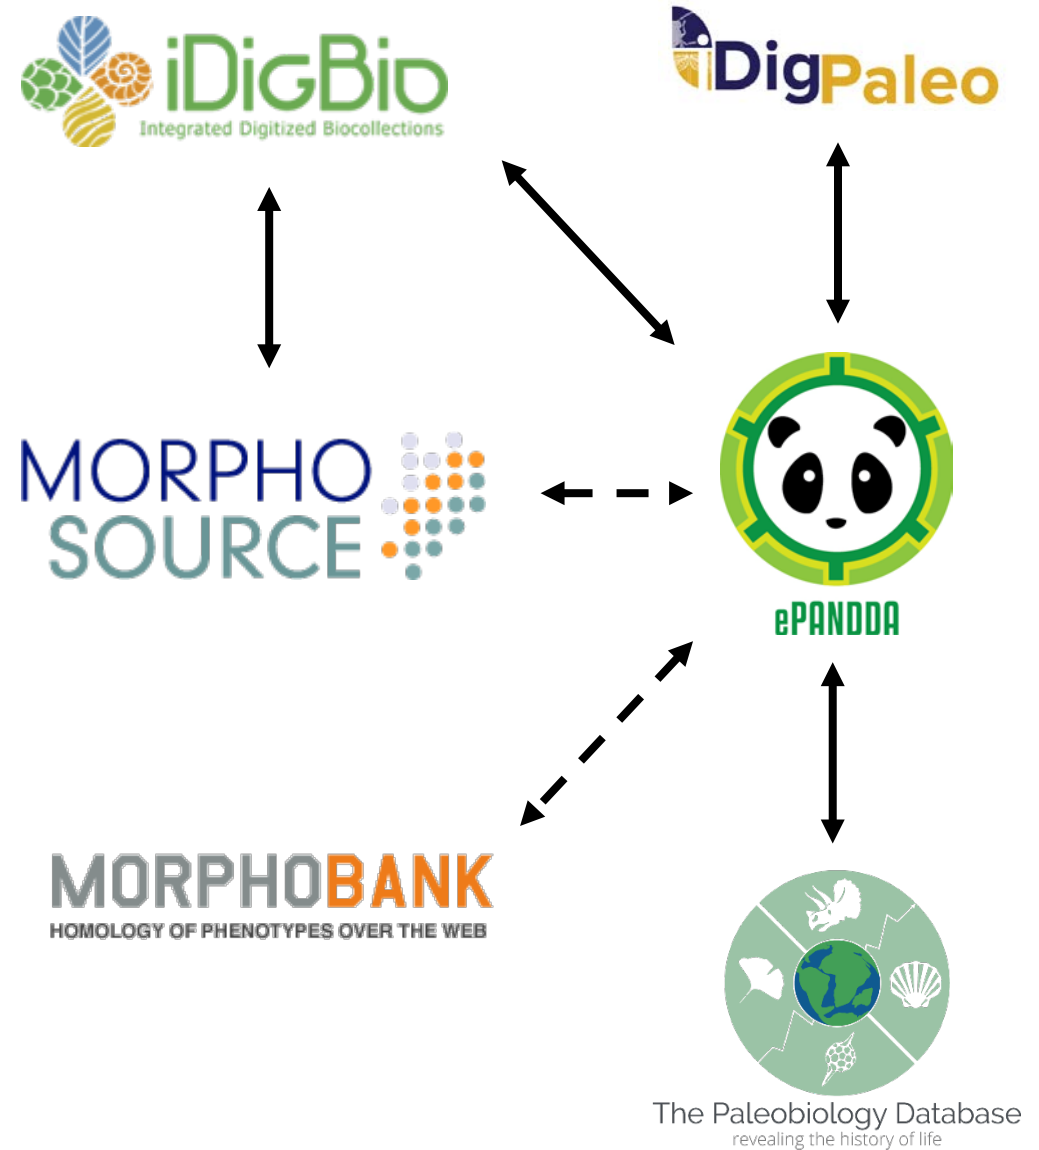 iDigBio
Integrated Digitized Biocollections
iDigPaleo
MORPHO
SOURCE
ePANDDA
MORPHOBANK
HOMOLOGY OF PHENOTYPES OVER THE WEB
The Paleobiology Database
revealing the history of life